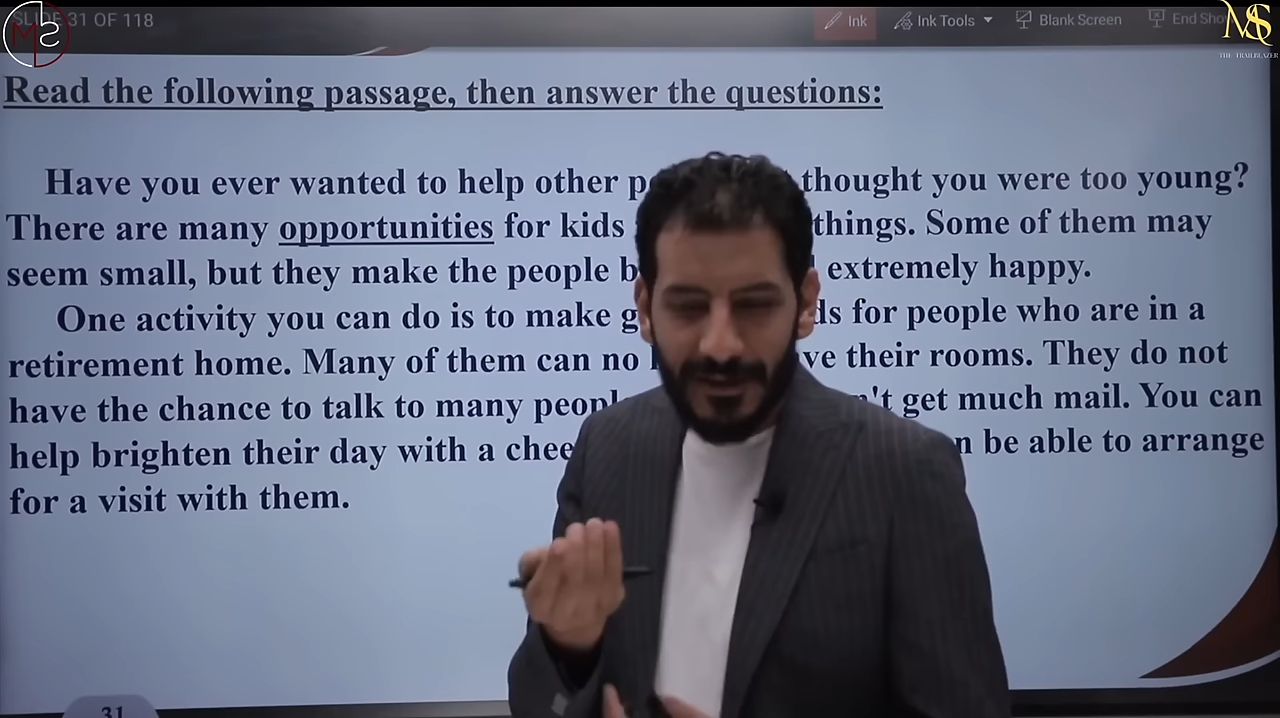 SLIDE 31 OF 118
Ink
Ink Tools
Blank Screen
End Sho
MS
THE TRAILBLAZER
Read the following passage, then answer the questions:
Have you ever wanted to help other thought you were too young?
There are many opportunities for kids things. Some of them may
seem small, but they make the people extremely happy.
One activity you can do is to make for people who are in a
retirement home. Many of them can no their rooms. They do not
have the chance to talk to many get much mail. You can
help brighten their day with a be able to arrange
for a visit with them.
31